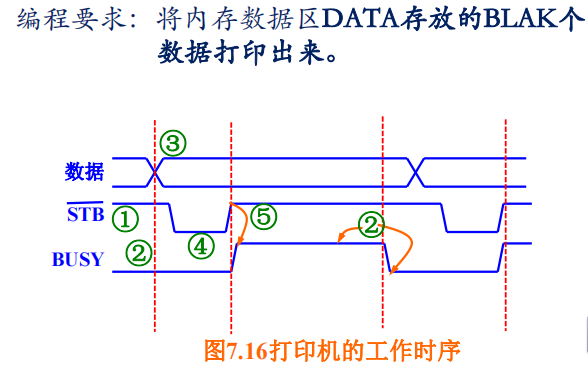 编程要求: 将内存数据区DATA存放的BLAK个
数据打印出来。
③
数据
STB
①
⑤
②
②
④
BUSY
图7.16打印机的工作时序